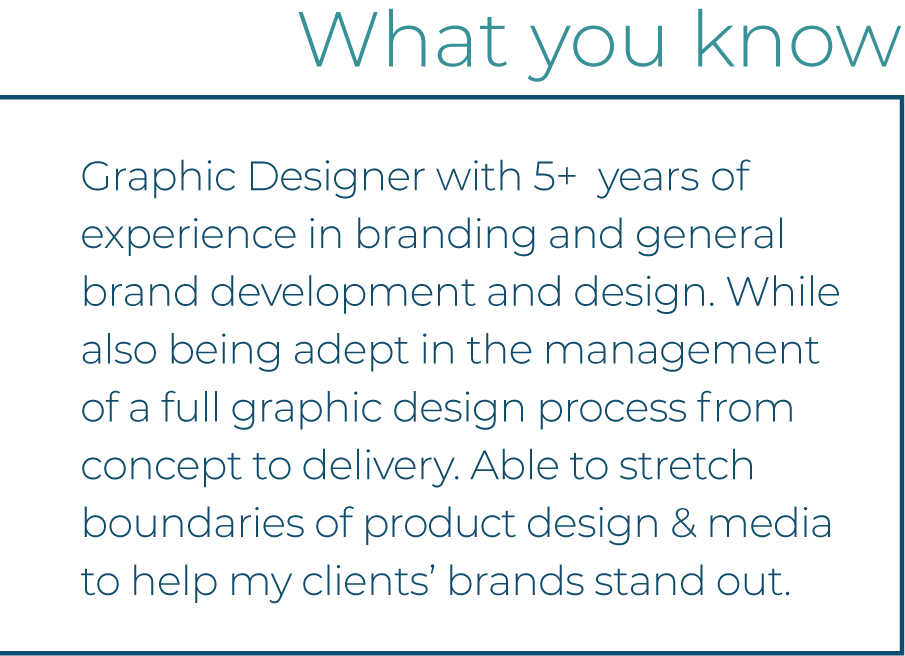 What you know
Graphic Designer with 5+  years of
experience in branding and general
brand development and design. While
also being adept in the management
of a full graphic design process from
concept to delivery. Able to stretch
boundaries of product design & media
to help my clients’ brands stand out.